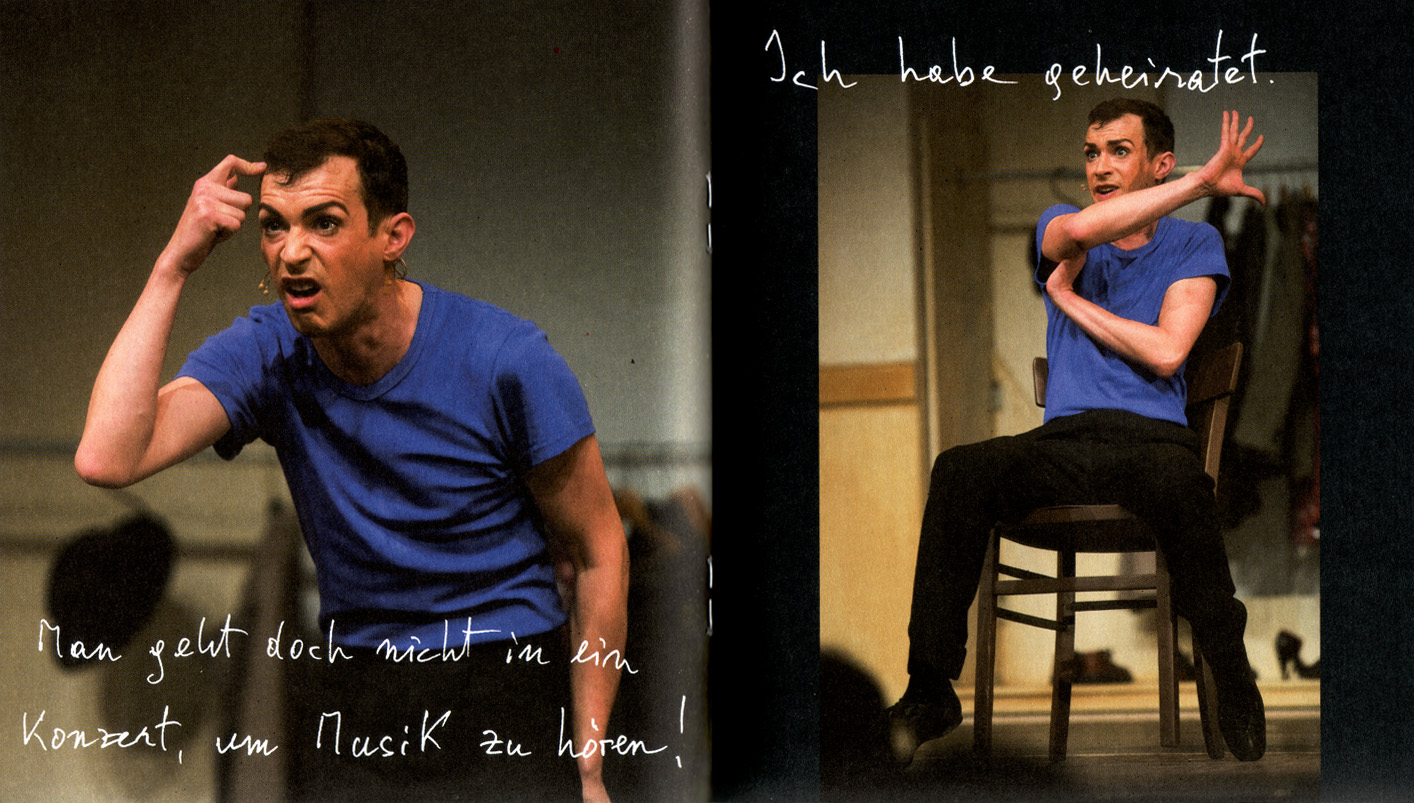 Man geht doch nicht in ein
Konzert, um Musik zu hören!
Ich habe geheiratet.